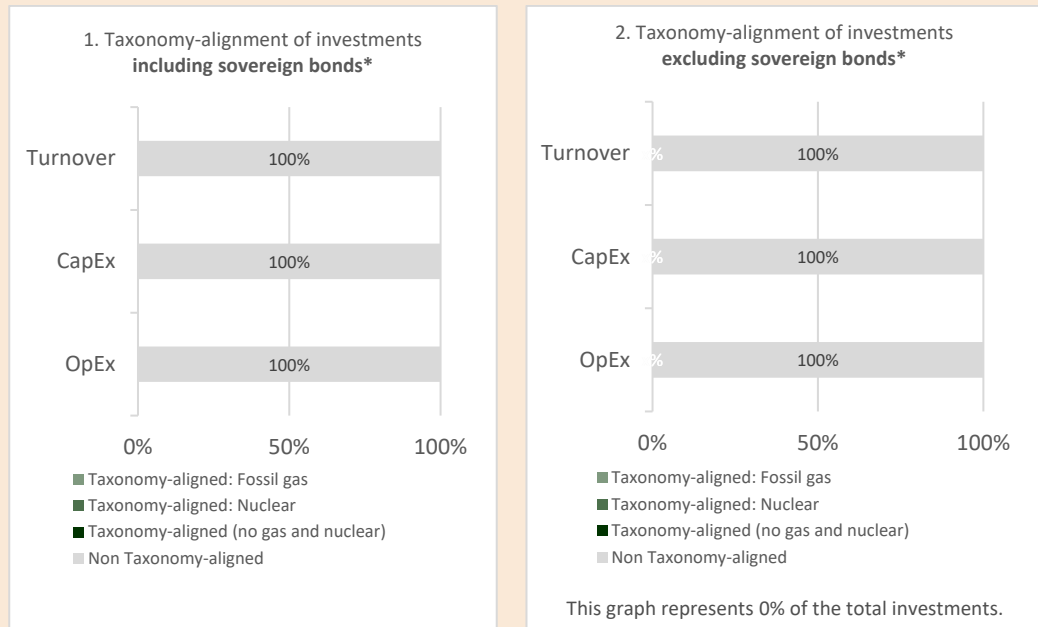 1. Taxonomy-alignment of investments
including sovereign bonds*
Turnover
100%
CapEx
100%
OpEx
100%
0%
50%
100%
Taxonomy-aligned: Fossil gas
Taxonomy-aligned: Nuclear
Taxonomy-aligned (no gas and nuclear)
Non Taxonomy-aligned
2. Taxonomy-alignment of investments
excluding sovereign bonds*
Turnover
%
100%
CapEx
%
100%
OpEx
%
100%
0%
50%
100%
Taxonomy-aligned: Fossil gas
Taxonomy-aligned: Nuclear
Taxonomy-aligned (no gas and nuclear)
Non Taxonomy-aligned
This graph represents 0% of the total investments.